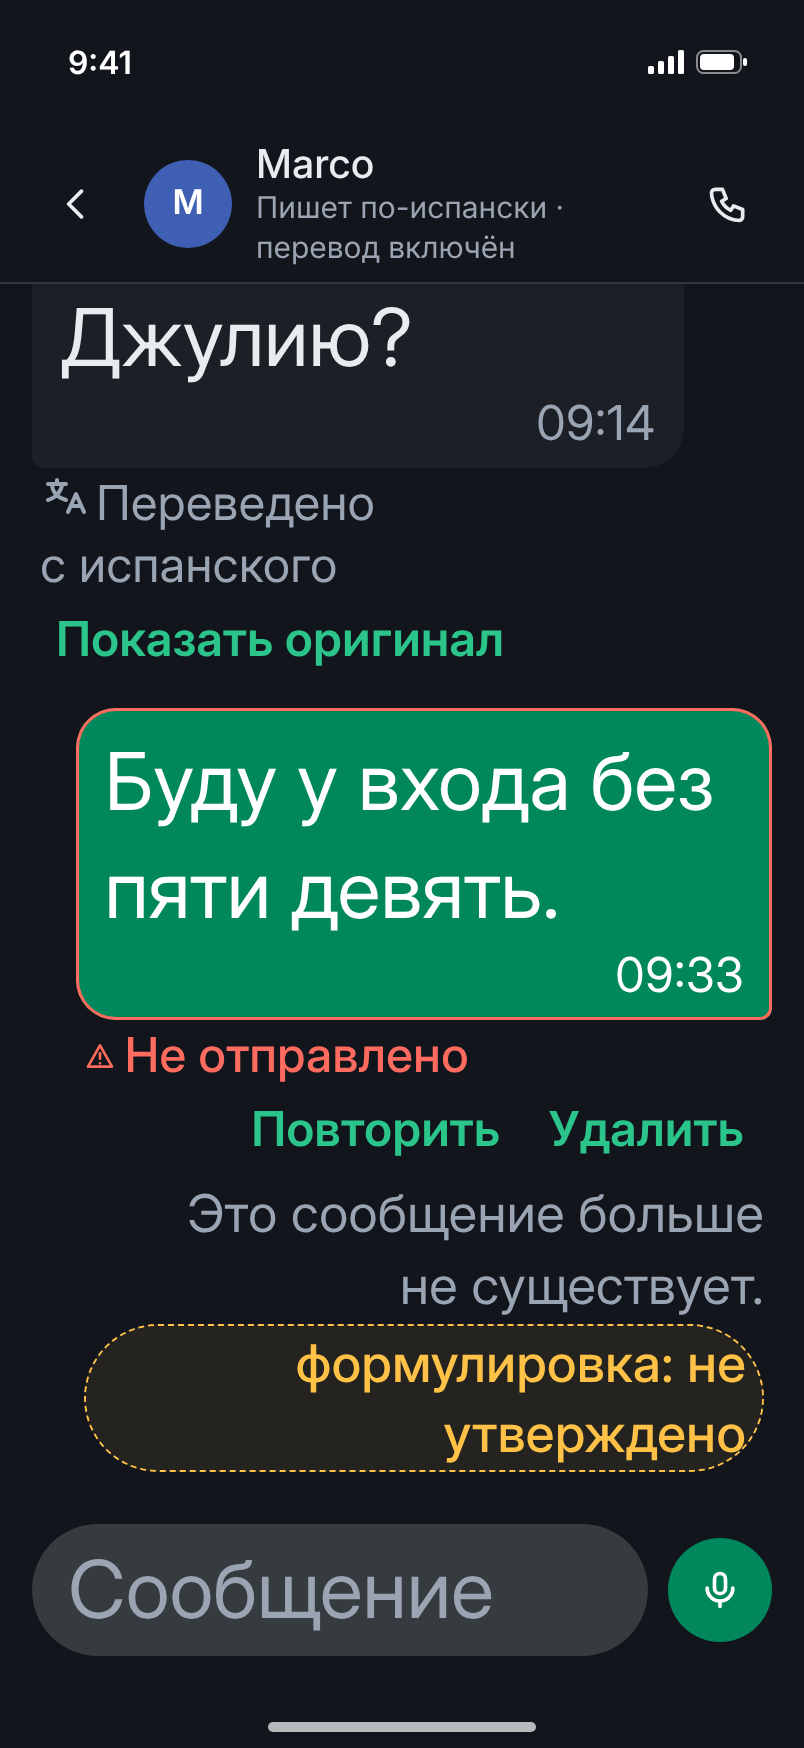 9:41
M
Marco
Пишет по-испански ·
перевод включён
Джулию?
09:14
Переведено
с испанского
Показать оригинал
Буду у входа без
пяти девять.
09:33
Не отправлено
Повторить Удалить
Это сообщение больше
не существует.
формулировка: не
утверждено
Сообщение